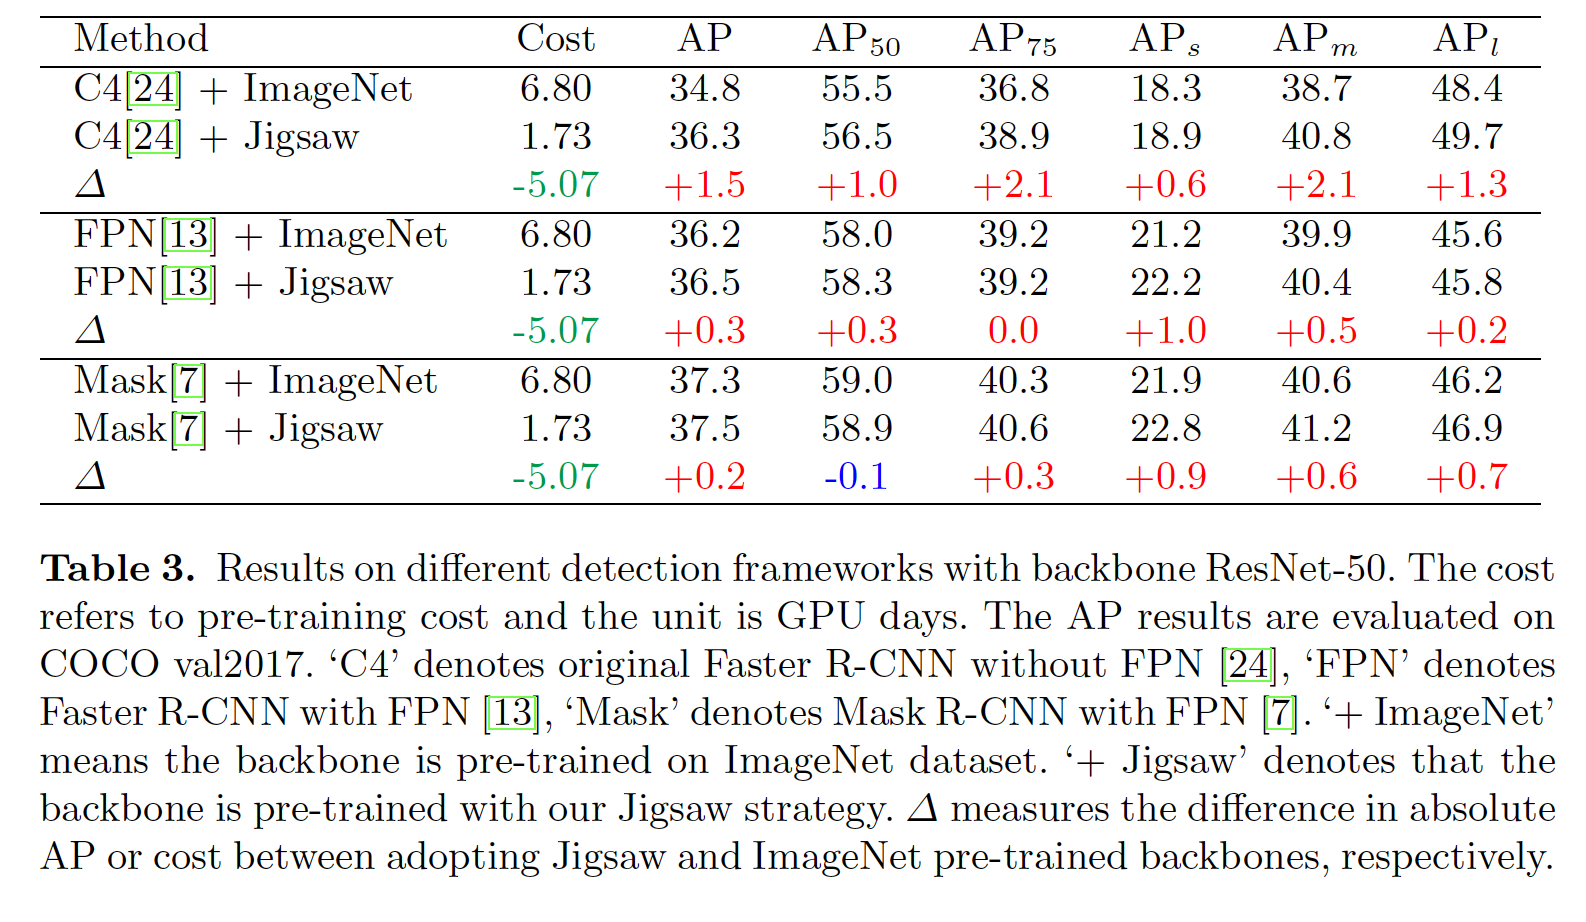 Method Cost AP AP50 AP75 APs APm APl
C4[24] + ImageNet 6.80 34.8 55.5 36.8 18.3 38.7 48.4
C4[24] + Jigsaw 1.73 36.3 56.5 38.9 18.9 40.8 49.7
Δ -5.07 +1.5 +1.0 +2.1 +0.6 +2.1 +1.3
FPN[13] + ImageNet 6.80 36.2 58.0 39.2 21.2 39.9 45.6
FPN[13] + Jigsaw 1.73 36.5 58.3 39.2 22.2 40.4 45.8
Δ -5.07 +0.3 +0.3 0.0 +1.0 +0.5 +0.2
Mask[7] + ImageNet 6.80 37.3 59.0 40.3 21.9 40.6 46.2
Mask[7] + Jigsaw 1.73 37.5 58.9 40.6 22.8 41.2 46.9
Δ -5.07 +0.2 -0.1 +0.3 +0.9 +0.6 +0.7
Table 3. Results on different detection frameworks with backbone ResNet-50. The cost
refers to pre-training cost and the unit is GPU days. The AP results are evaluated on
COCO val2017. ‘C4’ denotes original Faster R-CNN without FPN [24], ‘FPN’ denotes
Faster R-CNN with FPN [13], ‘Mask’ denotes Mask R-CNN with FPN [7]. ‘+ ImageNet’
means the backbone is pre-trained on ImageNet dataset. ‘+ Jigsaw’ denotes that the
backbone is pre-trained with our Jigsaw strategy. Δ measures the difference in absolute
AP or cost between adopting Jigsaw and ImageNet pre-trained backbones, respectively.